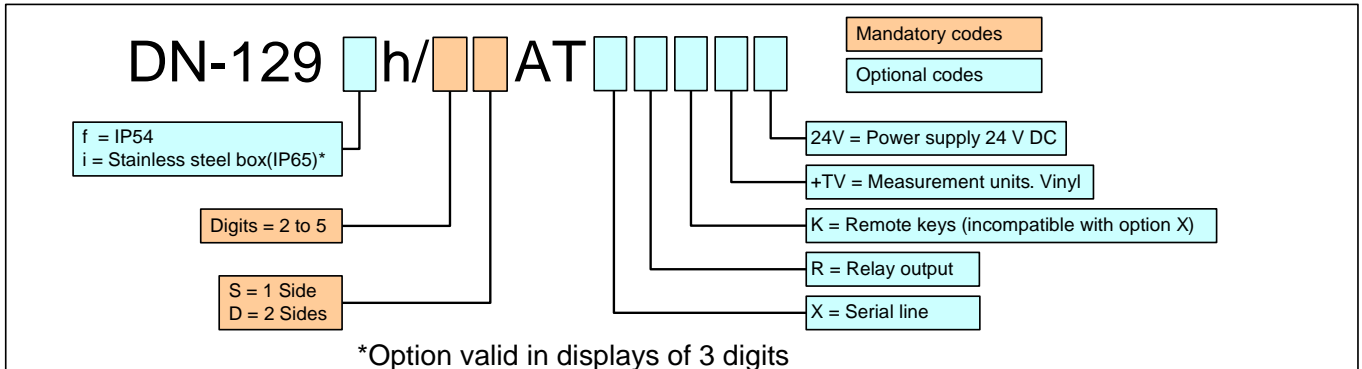 DN-129 h/ AT
Mandatory codes
Optional codes
f = IP54
i = Stainless steel box(IP65)*
Digits = 2 to 5
S = 1 Side
D = 2 Sides
24V = Power supply 24 V DC
+TV = Measurement units. Vinyl
K = Remote keys (incompatible with option X)
R = Relay output
X = Serial line
*Option valid in displays of 3 digits